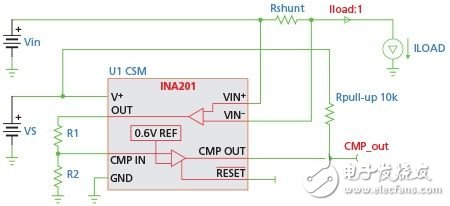 Rshunt
Iload:1
Vin
ILOAD
U1 CSM
INA201
V+
VIN+
OUT
VIN-
Rpull-up 10k
VS
0.6V REF
R1
CMP IN
CMP OUT
CMP_out
R2
GND
RESET
电子发烧友
www.elecfans.com